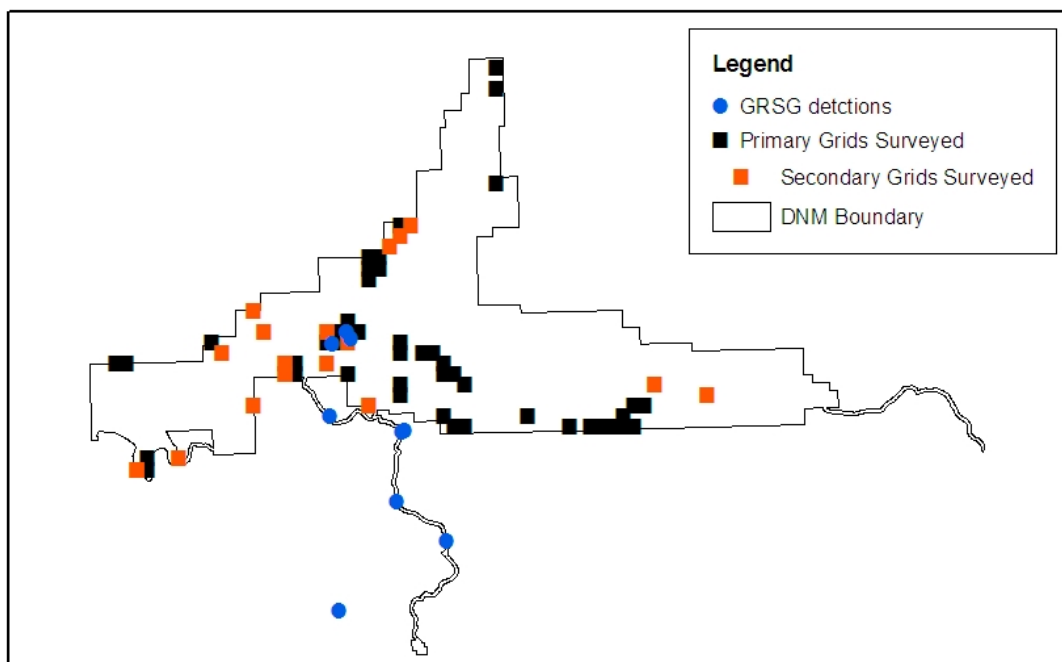 Legend
GRSG detctions
Primary Grids Surveyed
Secondary Grids Surveyed
DNM Boundary